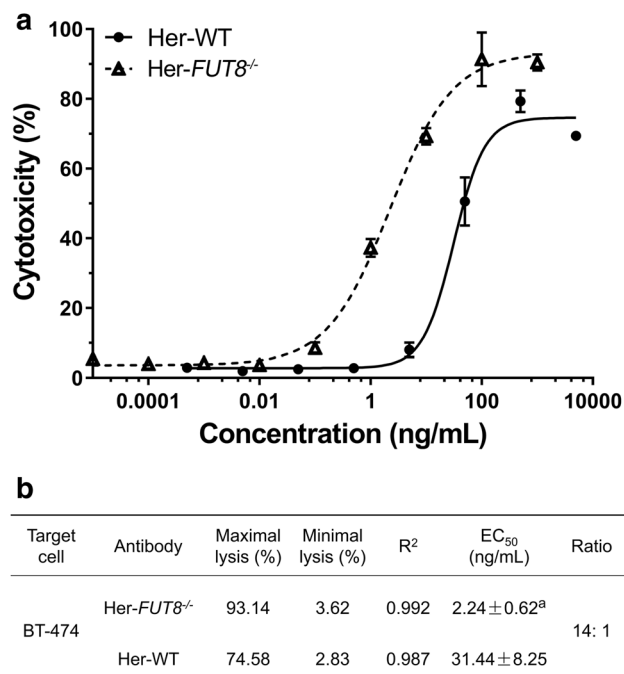 a
Her-WT
Her-FUT8-/-
100
80
60
40
20
0
Cytotoxicity (%)
0.0001 0.01 1 100 10000
Concentration (ng/mL)
b
Target cell Antibody Maximal lysis (%) Minimal lysis (%) R2 EC50 (ng/mL) Ratio
Her-FUT8-/- 93.14 3.62 0.992 2.24±0.62a
BT-474 14: 1
Her-WT 74.58 2.83 0.987 31.44±8.25